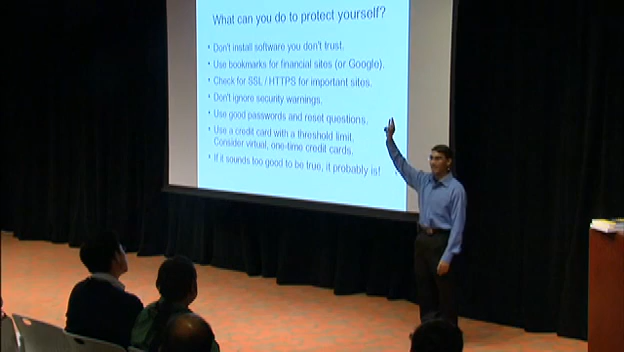 What can you do to protect yourself?
• Don't install software you don't trust.
• Use bookmarks for financial sites (or Google).
• Check for SSL / HTTPS for important sites.
• Don't ignore security warnings.
• Use good passwords and reset questions.
• Use a credit card with a threshold limit.
Consider virtual, one-time credit cards.
• If it sounds too good to be true, it probably is!